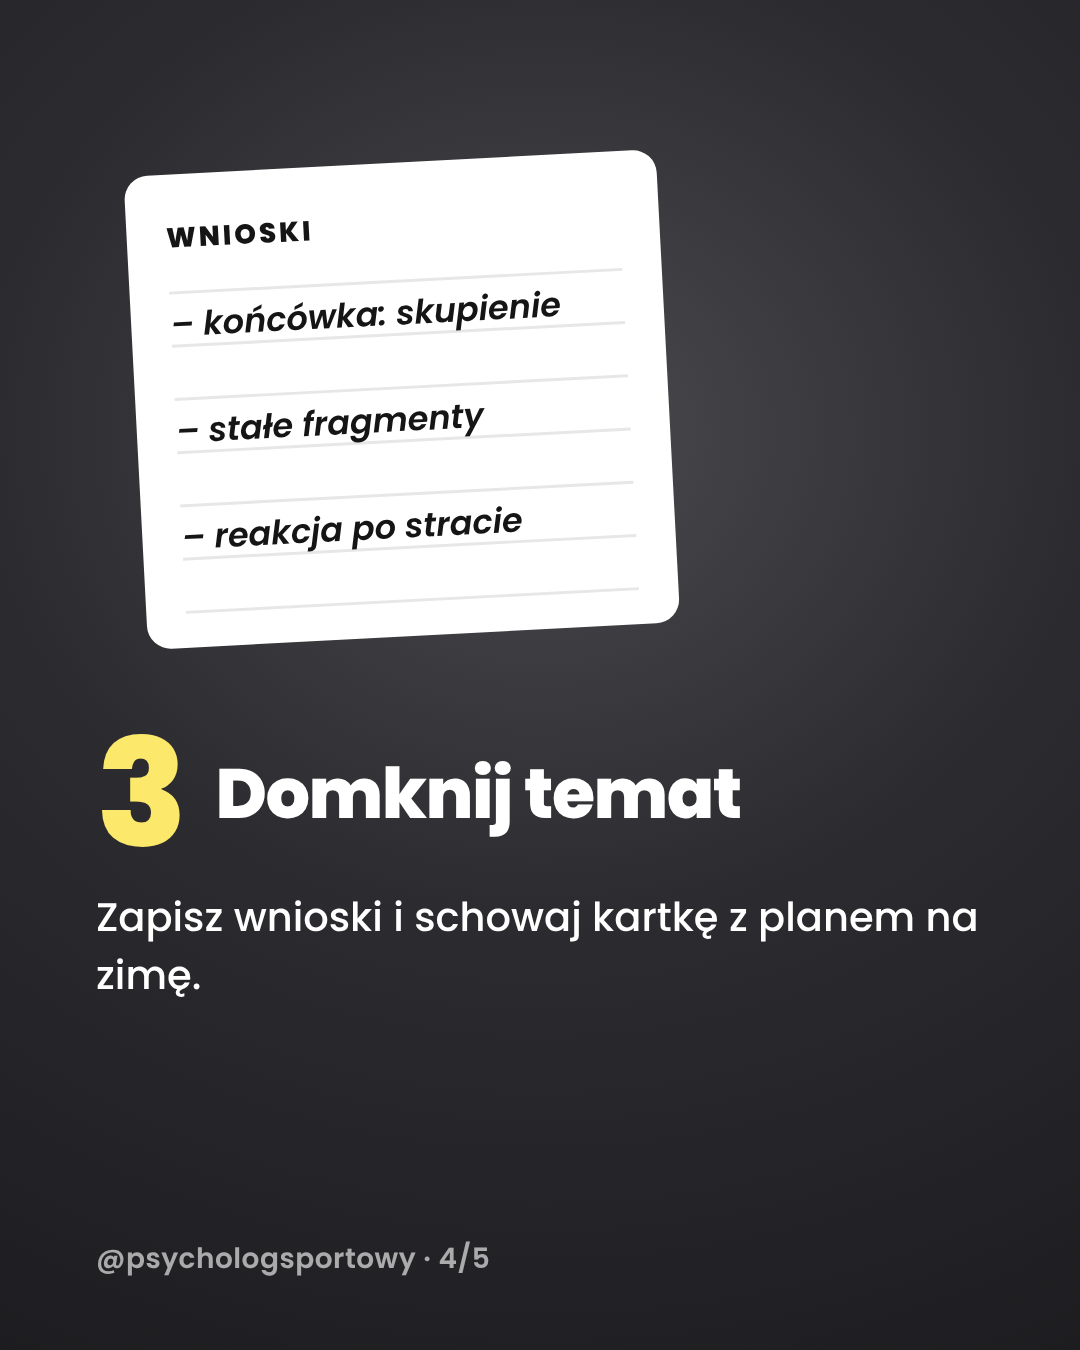 WNIOSKI
– końcówka: skupienie
– stałe fragmenty
– reakcja po stracie
3 Domknij temat
Zapisz wnioski i schowaj kartkę z planem na
zimę.
@psychologsportowy · 4/5